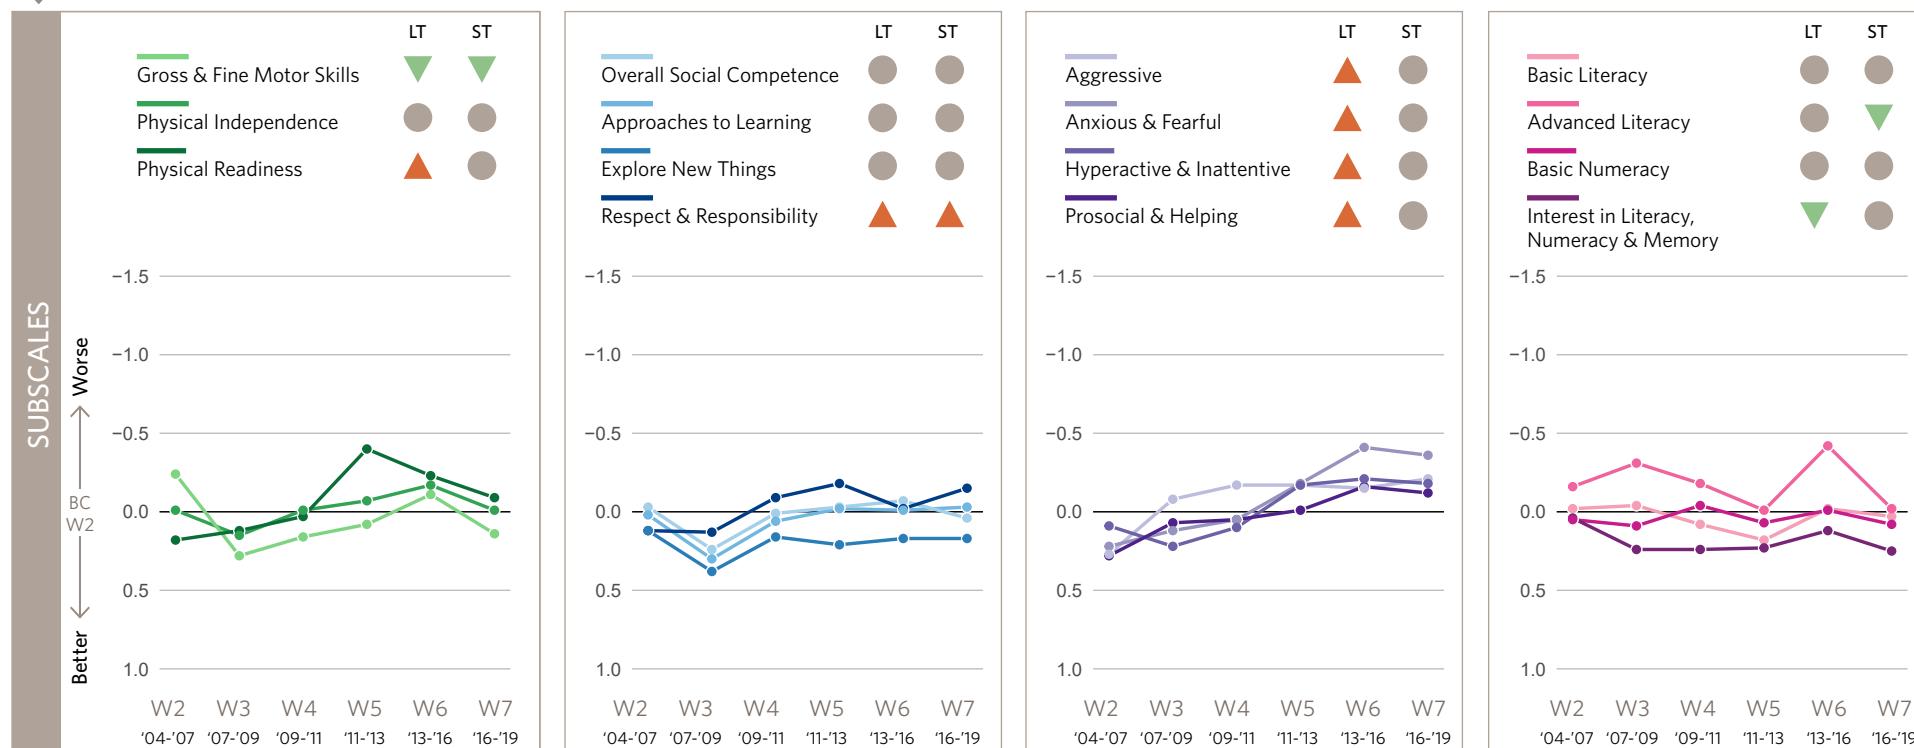 SUBSCALES
Worse
BC
W2
Better
LT ST
Gross & Fine Motor Skills
Physical Independence
Physical Readiness
−1.5
−1.0
−0.5
0.0
0.5
1.0
W2 W3 W4 W5 W6 W7
‘04-’07 ‘07-’09 ‘09-’11 ‘11-’13 ‘13-’16 ‘16-’19
LT ST
Overall Social Competence
Approaches to Learning
Explore New Things
Respect & Responsibility
−1.5
−1.0
−0.5
0.0
0.5
1.0
W2 W3 W4 W5 W6 W7
‘04-’07 ‘07-’09 ‘09-’11 ‘11-’13 ‘13-’16 ‘16-’19
LT ST
Aggressive
Anxious & Fearful
Hyperactive & Inattentive
Prosocial & Helping
−1.5
−1.0
−0.5
0.0
0.5
1.0
W2 W3 W4 W5 W6 W7
‘04-’07 ‘07-’09 ‘09-’11 ‘11-’13 ‘13-’16 ‘16-’19
LT ST
Basic Literacy
Advanced Literacy
Basic Numeracy
Interest in Literacy,
Numeracy & Memory
−1.5
−1.0
−0.5
0.0
0.5
1.0
W2 W3 W4 W5 W6 W7
‘04-’07 ‘07-’09 ‘09-’11 ‘11-’13 ‘13-’16 ‘16-’19